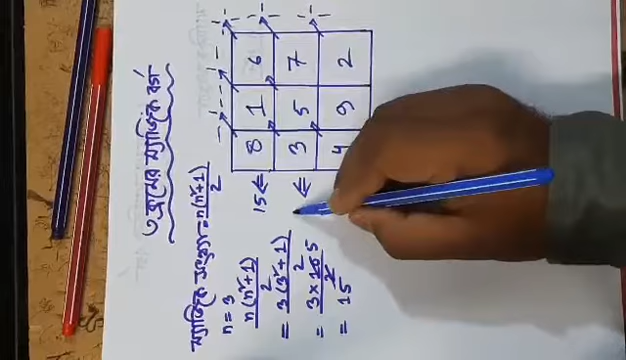 ৩ ক্রমের ম্যাজিক বর্গ
ম্যাজিক সংখ্যা = n(n²+1)/2
n = 3
n(n²+1)/2
= 3(3²+1)/2
= 3×10 5/2
= 15
15 ← 8 1 6
← 3 5 7
4 9 2